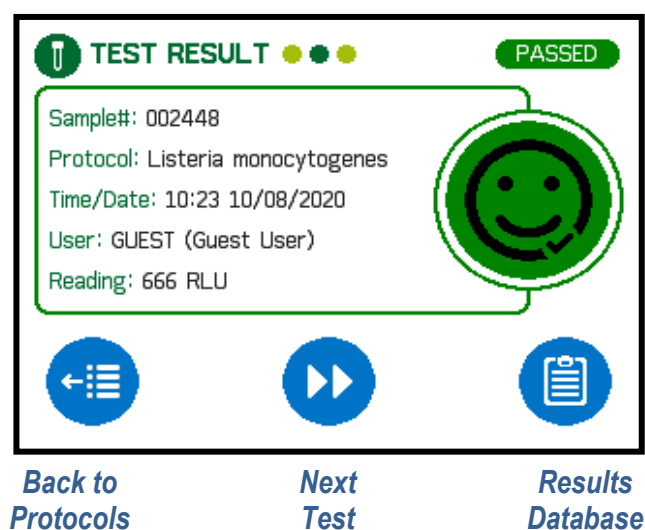 TEST RESULT
PASSED
Sample#: 002448
Protocol: Listeria monocytogenes
Time/Date: 10:23 10/08/2020
User: GUEST (Guest User)
Reading: 666 RLU
Back to Protocols
Next Test
Results Database